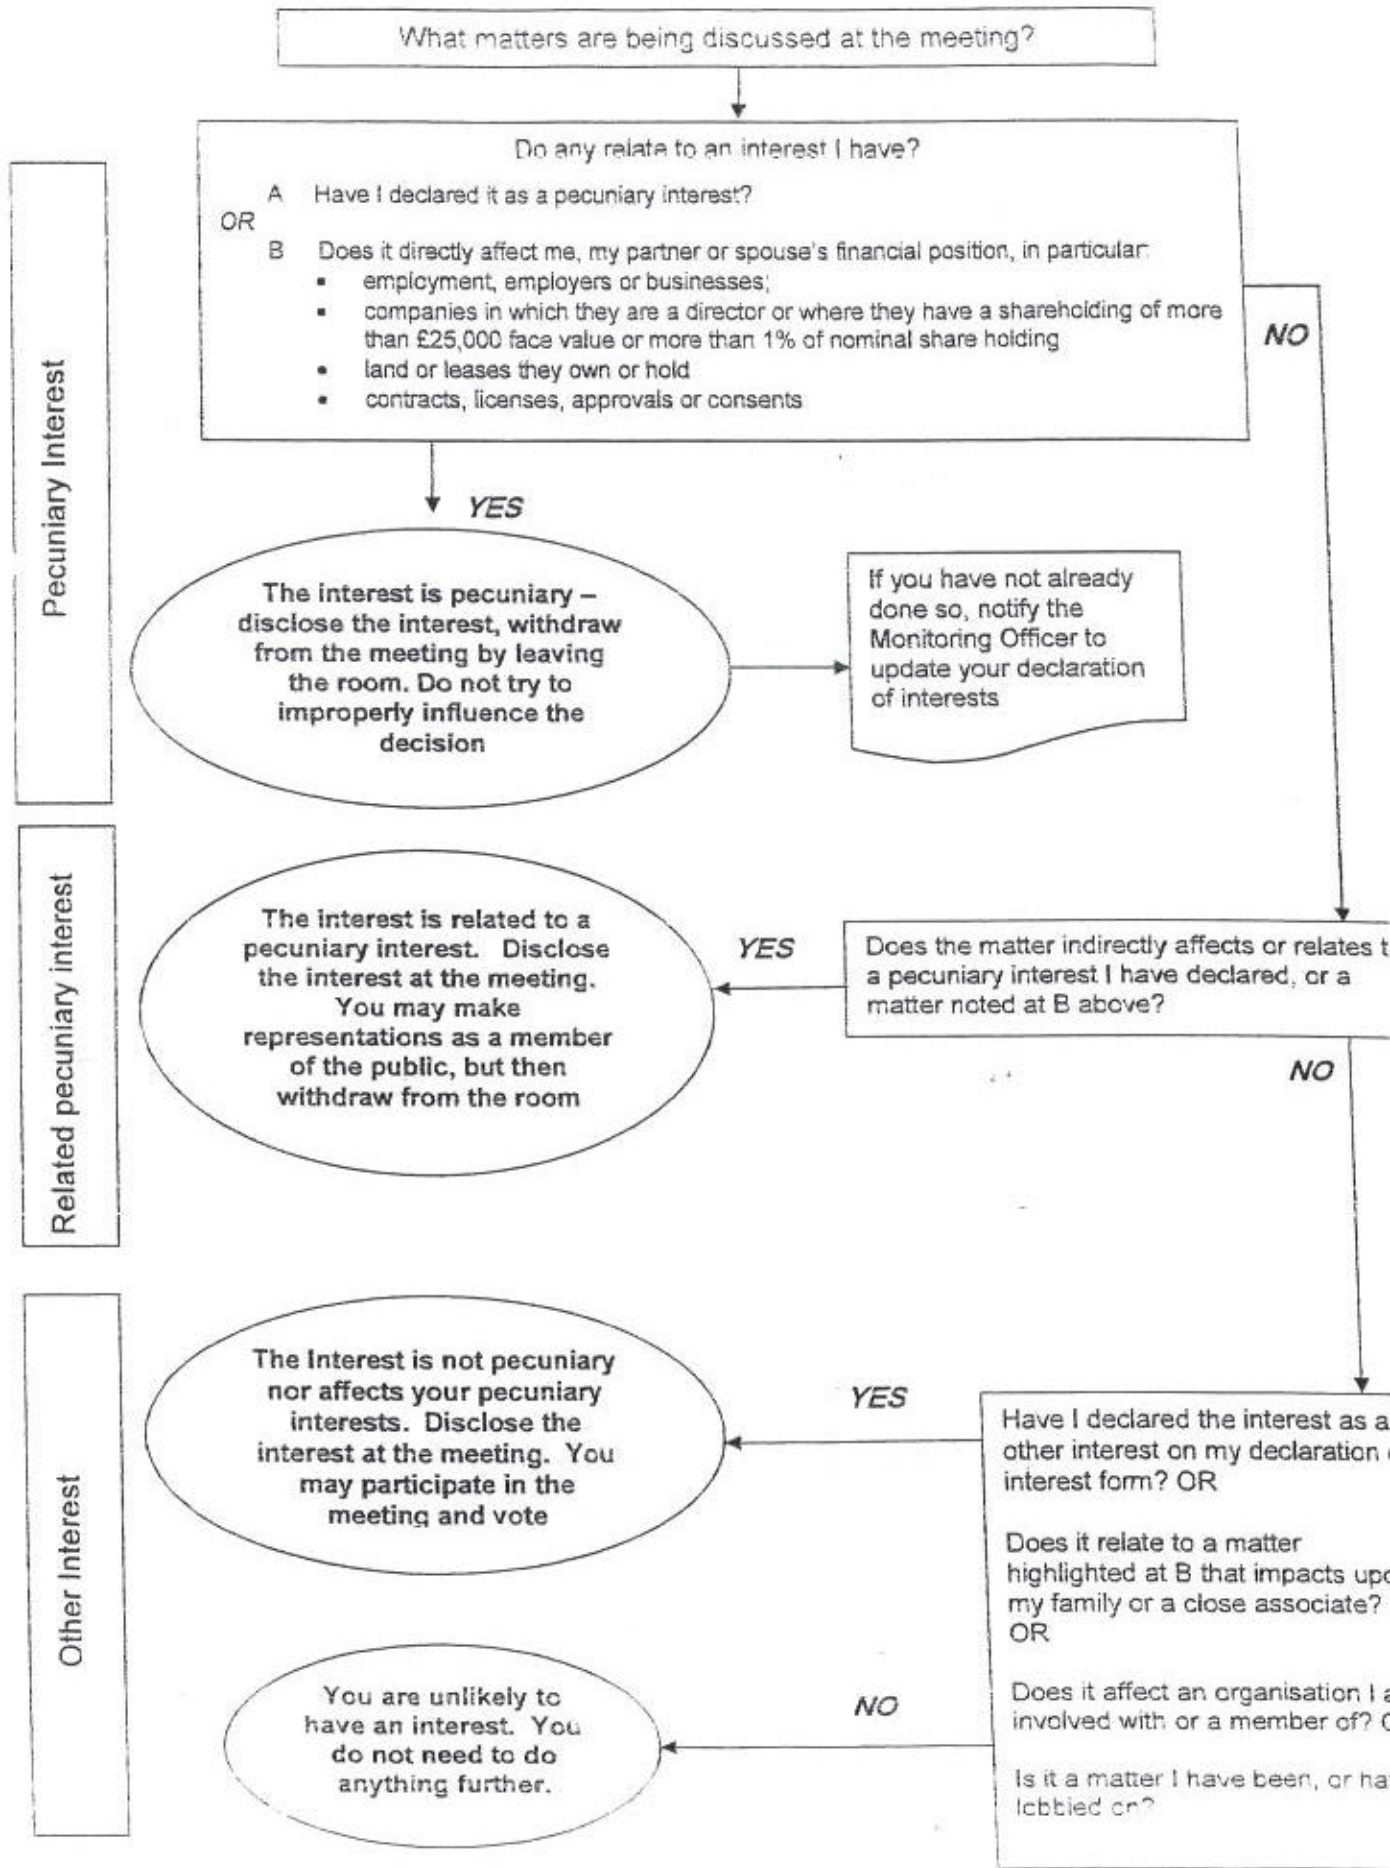 What matters are being discussed at the meeting?
Do any relate to an interest I have?
A Have I declared it as a pecuniary interest?
OR
B Does it directly affect me, my partner or spouse's financial position, in particular:
▪ employment, employers or businesses;
▪ companies in which they are a director or where they have a shareholding of more
than £25,000 face value or more than 1% of nominal share holding
• land or leases they own or hold
• contracts, licenses, approvals or consents
NO
Pecuniary Interest
YES
The interest is pecuniary –
disclose the interest, withdraw
from the meeting by leaving
the room. Do not try to
improperly influence the
decision
If you have not already
done so, notify the
Monitoring Officer to
update your declaration
of interests
Related pecuniary interest
The interest is related to a
pecuniary interest. Disclose
the interest at the meeting.
You may make
representations as a member
of the public, but then
withdraw from the room
YES
Does the matter indirectly affects or relates
a pecuniary interest I have declared, or a
matter noted at B above?
NO
Other Interest
The Interest is not pecuniary
nor affects your pecuniary
interests. Disclose the
interest at the meeting. You
may participate in the
meeting and vote
YES
Have I declared the interest as
other interest on my declaration
interest form? OR
Does it relate to a matter
highlighted at B that impacts
my family or a close associate?
OR
Does it affect an organisation I
involved with or a member of?
Is it a matter I have been, or
lobbied on?
NO
You are unlikely to
have an interest. You
do not need to do
anything further.